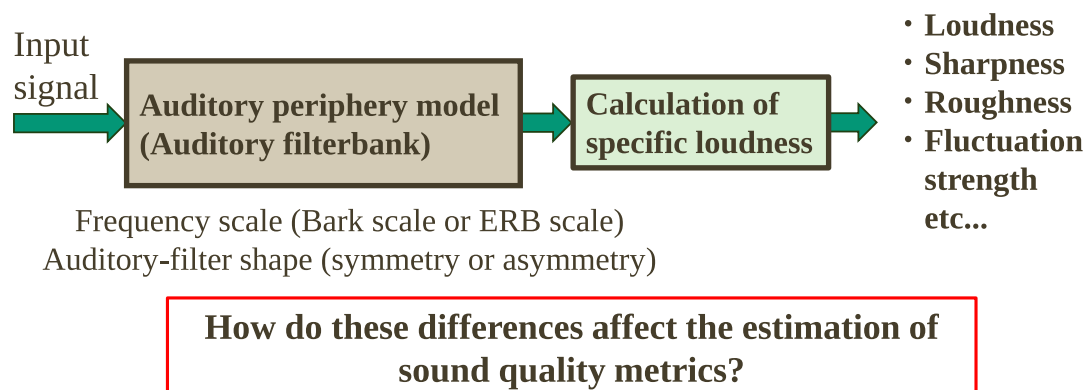 Input
signal
Auditory periphery model
(Auditory filterbank)
Calculation of
specific loudness
・Loudness
・Sharpness
・Roughness
・Fluctuation
strength
etc...
Frequency scale (Bark scale or ERB scale)
Auditory-filter shape (symmetry or asymmetry)
How do these differences affect the estimation of
sound quality metrics?